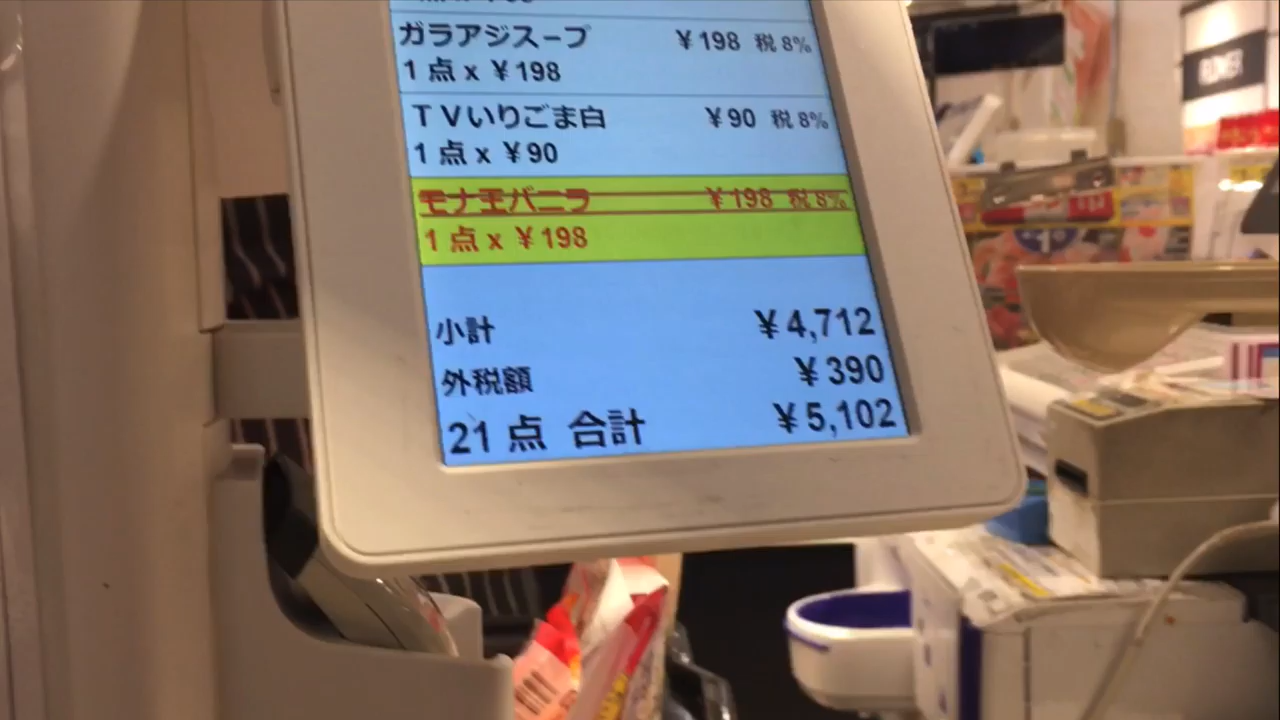 ガラアジスープ ¥198 税8%
1点 x ¥198
TVいりごま白 ¥90 税8%
1点 x ¥90
モナ王バニラ ¥198 税8%
1点 x ¥198
小計 ¥4,712
外税額 ¥390
21点 合計 ¥5,102